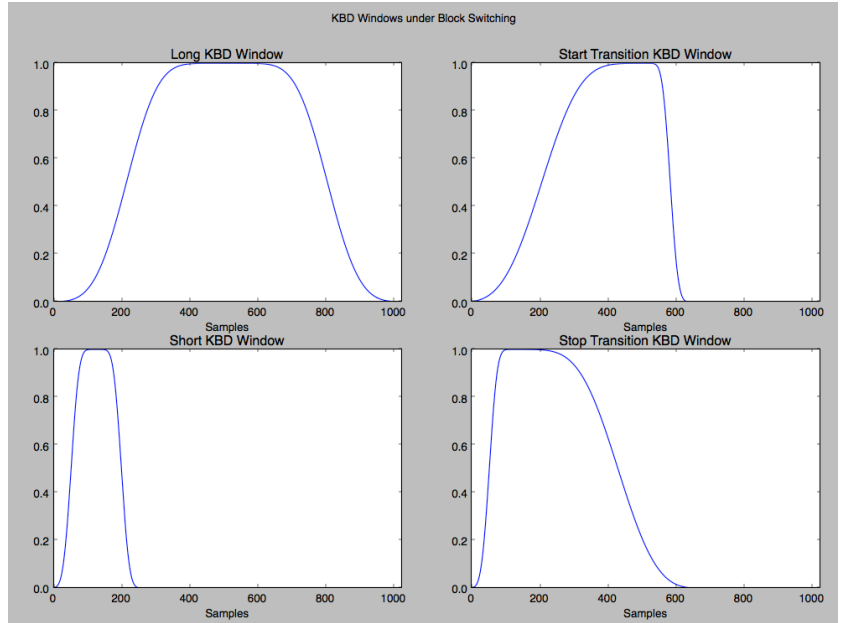 KBD Windows under Block Switching
Long KBD Window
1.0
0.8
0.6
0.4
0.2
0.0
0 200 400 600 800 1000
Samples
Start Transition KBD Window
1.0
0.8
0.6
0.4
0.2
0.0
0 200 400 600 800 1000
Samples
Short KBD Window
1.0
0.8
0.6
0.4
0.2
0.0
0 200 400 600 800 1000
Samples
Stop Transition KBD Window
1.0
0.8
0.6
0.4
0.2
0.0
0 200 400 600 800 1000
Samples